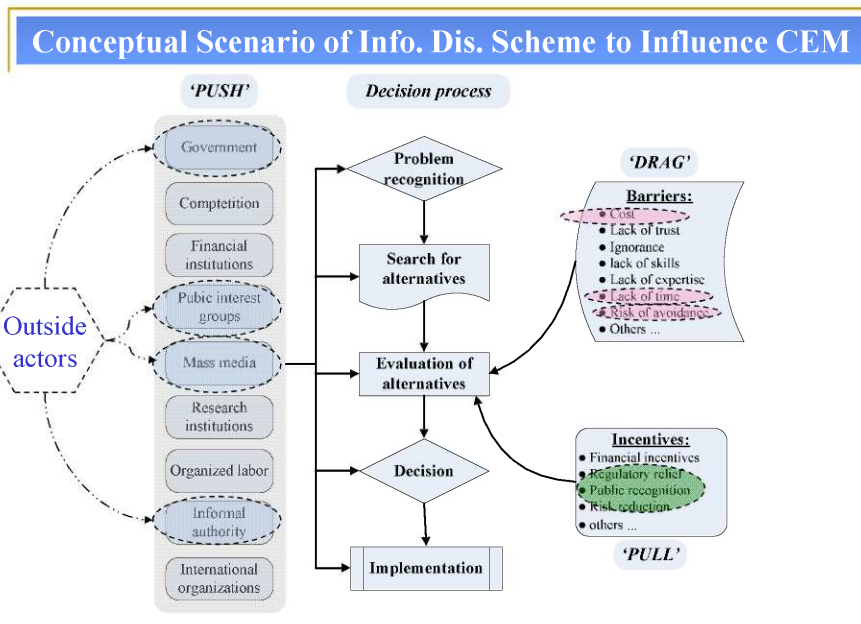 Conceptual Scenario of Info. Dis. Scheme to Influence CEM
‘PUSH’
Government
Comptetition
Financial
institutions
Pubic interest
groups
Mass media
Research
institutions
Organized labor
Informal
authority
International
organizations
Outside
actors
Decision process
Problem
recognition
Search for
alternatives
Evaluation of
alternatives
Decision
Implementation
‘DRAG’
Barriers:
● Cost
● Lack of trust
● Ignorance
● lack of skills
● Lack of expertise
● Lack of time
● Risk of avoidance
● Others ...
Incentives:
● Financial incentives
● Regulatory relief
● Public recognition
● Risk reduction
● others ...
‘PULL’